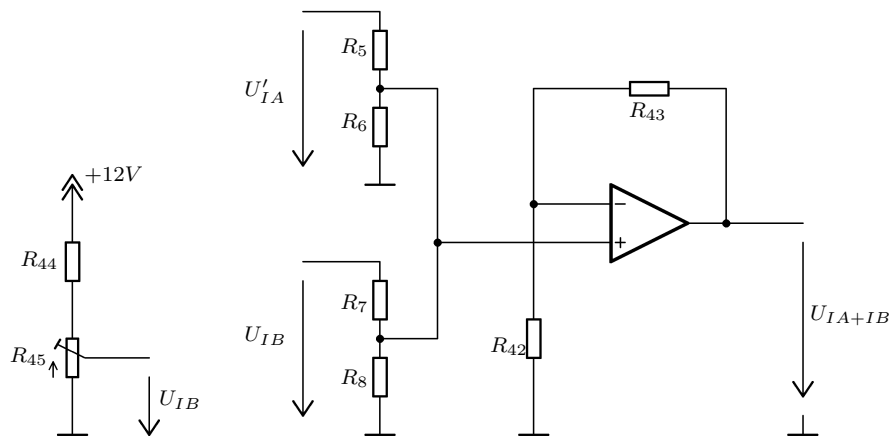 R5
U′IA
R6
R43
+12V
−
+
R44
R7
UIA+IB
UIB
R42
R45
R8
UIB